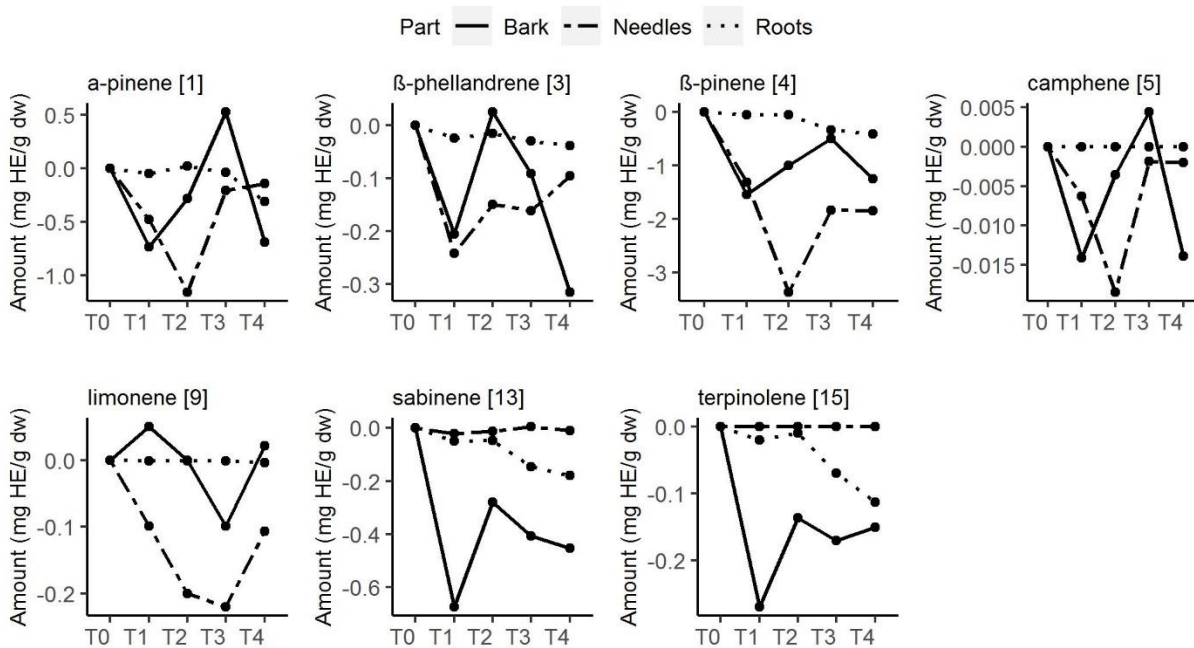 Part Bark Needles Roots
a-pinene [1] ß-phellandrene [3] ß-pinene [4] camphene [5]
Amount (mg HE/g dw)
0.5
0.0
-0.5
-1.0
T0 T1 T2 T3 T4
Amount (mg HE/g dw)
0.0
-0.1
-0.2
-0.3
T0 T1 T2 T3 T4
Amount (mg HE/g dw)
0
-1
-2
-3
T0 T1 T2 T3 T4
Amount (mg HE/g dw)
0.005
0.000
-0.005
-0.010
-0.015
T0 T1 T2 T3 T4
limonene [9] sabinene [13] terpinolene [15]
Amount (mg HE/g dw)
0.0
-0.1
-0.2
T0 T1 T2 T3 T4
Amount (mg HE/g dw)
0.0
-0.2
-0.4
-0.6
T0 T1 T2 T3 T4
Amount (mg HE/g dw)
0.0
-0.1
-0.2
T0 T1 T2 T3 T4